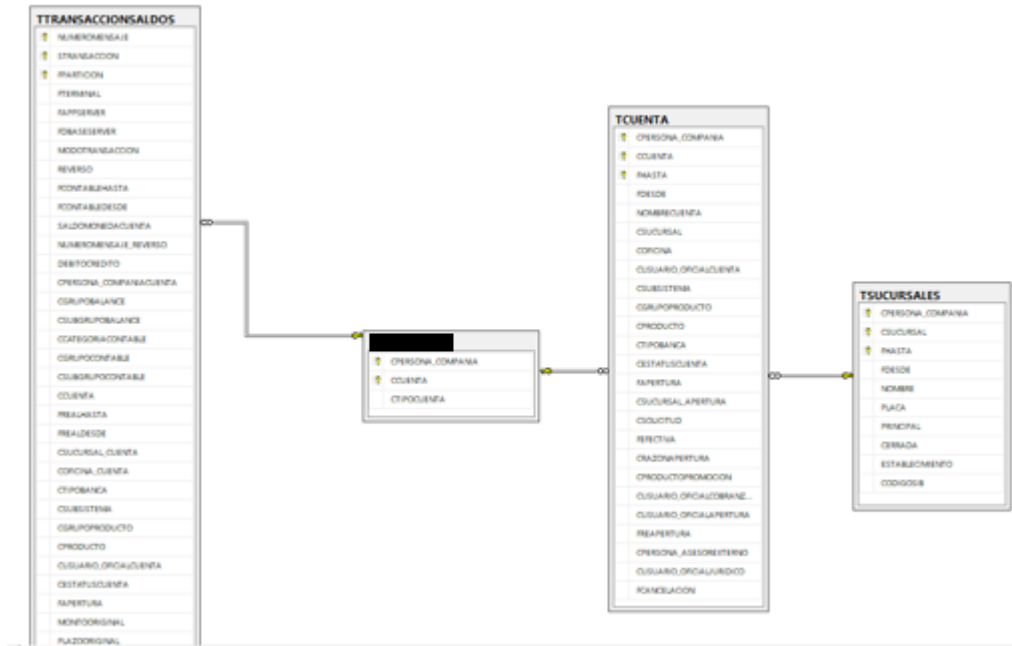 TTRANSACCIONSALDOS
NUMEROMENSAJE
STRANSACCION
FPARTICION
FTERMINAL
FAPPSERVER
FDBASESERVER
MODOTRANSACCION
REVERSO
FCONTABLEHASTA
FCONTABLEDESDE
SALDOMONEDACUENTA
NUMEROMENSAJE_REVERSO
DEBITOCREDITO
CPERSONA_COMPANIACUENTA
CGRUPOBALANCE
CSUBGRUPOBALANCE
CCATEGORIACONTABLE
CGRUPOCONTABLE
CSUBGRUPOCONTABLE
CCUENTA
FREALHASTA
FREALDESDE
CSUCURSAL_CUENTA
COFICINA_CUENTA
CTIPOBANCA
CSUBSISTEMA
CGRUPOPRODUCTO
CPRODUCTO
CUSUARIO_OFICIALCUENTA
CESTATUSCUENTA
FAPERTURA
MONTOORIGINAL
PLAZOORIGINAL
CPERSONA_COMPANIA
CCUENTA
CTIPOCUENTA
TCUENTA
CPERSONA_COMPANIA
CCUENTA
FHASTA
FDESDE
NOMBRECUENTA
CSUCURSAL
COFICINA
CUSUARIO_OFICIALCUENTA
CSUBSISTEMA
CGRUPOPRODUCTO
CPRODUCTO
CTIPOBANCA
CESTATUSCUENTA
FAPERTURA
CSUCURSAL_APERTURA
CSOLICITUD
FEFECTIVA
CRAZONAPERTURA
CPRODUCTOPROMOCION
CUSUARIO_OFICIALCOBRANZ...
CUSUARIO_OFICIALAPERTURA
FREAPERTURA
CPERSONA_ASESOREXTERNO
CUSUARIO_OFICIALJURIDICO
FCANCELACION
TSUCURSALES
CPERSONA_COMPANIA
CSUCURSAL
FHASTA
FDESDE
NOMBRE
PLACA
PRINCIPAL
CERRADA
ESTABLECIMIENTO
CODIGOSIB